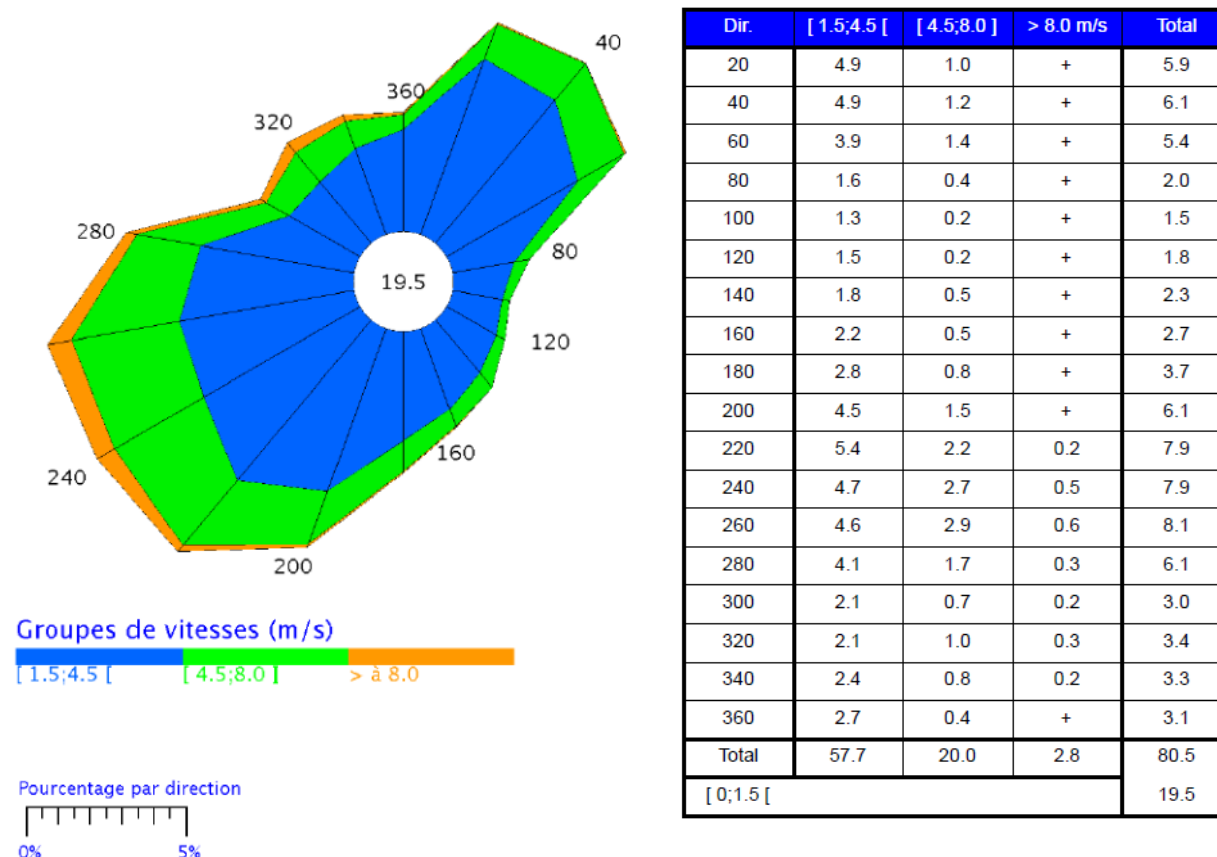 40
360
320
280
80
19.5
120
160
240
200
Groupes de vitesses (m/s)
[ 1.5;4.5 [ [ 4.5;8.0 ] > à 8.0
Pourcentage par direction
0% 5%
Dir. [ 1.5;4.5 [ [ 4.5;8.0 ] > 8.0 m/s Total
20 4.9 1.0 + 5.9
40 4.9 1.2 + 6.1
60 3.9 1.4 + 5.4
80 1.6 0.4 + 2.0
100 1.3 0.2 + 1.5
120 1.5 0.2 + 1.8
140 1.8 0.5 + 2.3
160 2.2 0.5 + 2.7
180 2.8 0.8 + 3.7
200 4.5 1.5 + 6.1
220 5.4 2.2 0.2 7.9
240 4.7 2.7 0.5 7.9
260 4.6 2.9 0.6 8.1
280 4.1 1.7 0.3 6.1
300 2.1 0.7 0.2 3.0
320 2.1 1.0 0.3 3.4
340 2.4 0.8 0.2 3.3
360 2.7 0.4 + 3.1
Total 57.7 20.0 2.8 80.5
[ 0;1.5 [ 19.5